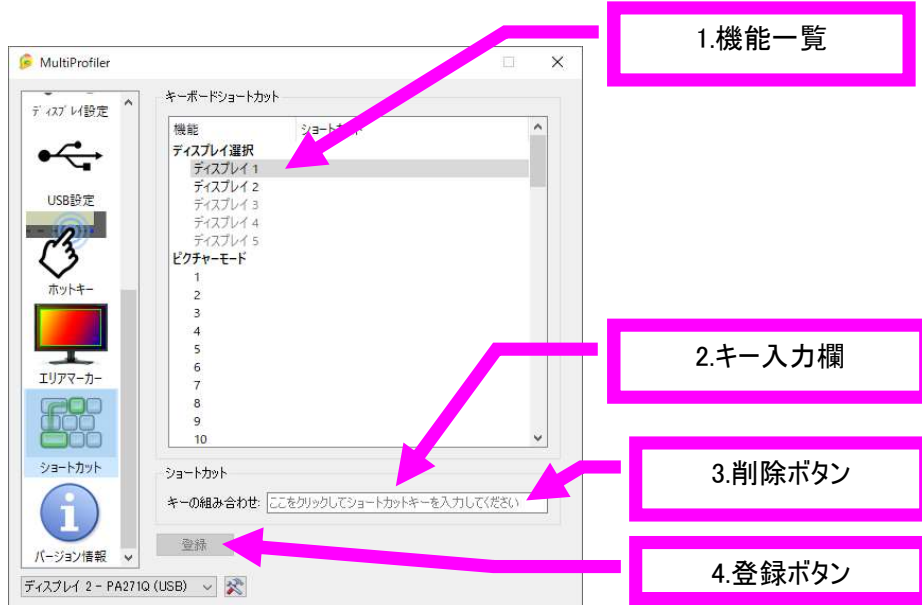 1.機能一覧
MultiProfiler
ディスプレイ設定
USB設定
ホットキー
エリアマーカー
ショートカット
バージョン情報
キーボードショートカット
機能
ディスプレイ選択
ディスプレイ 1
ディスプレイ 2
ディスプレイ 3
ディスプレイ 4
ディスプレイ 5
ピクチャーモード
1
2
3
4
5
6
7
8
9
10
2.キー入力欄
ショートカット
キーの組み合わせ: ここをクリックしてショートカットキーを入力してください
3.削除ボタン
登録
4.登録ボタン
ディスプレイ 2 - PA271Q (USB)